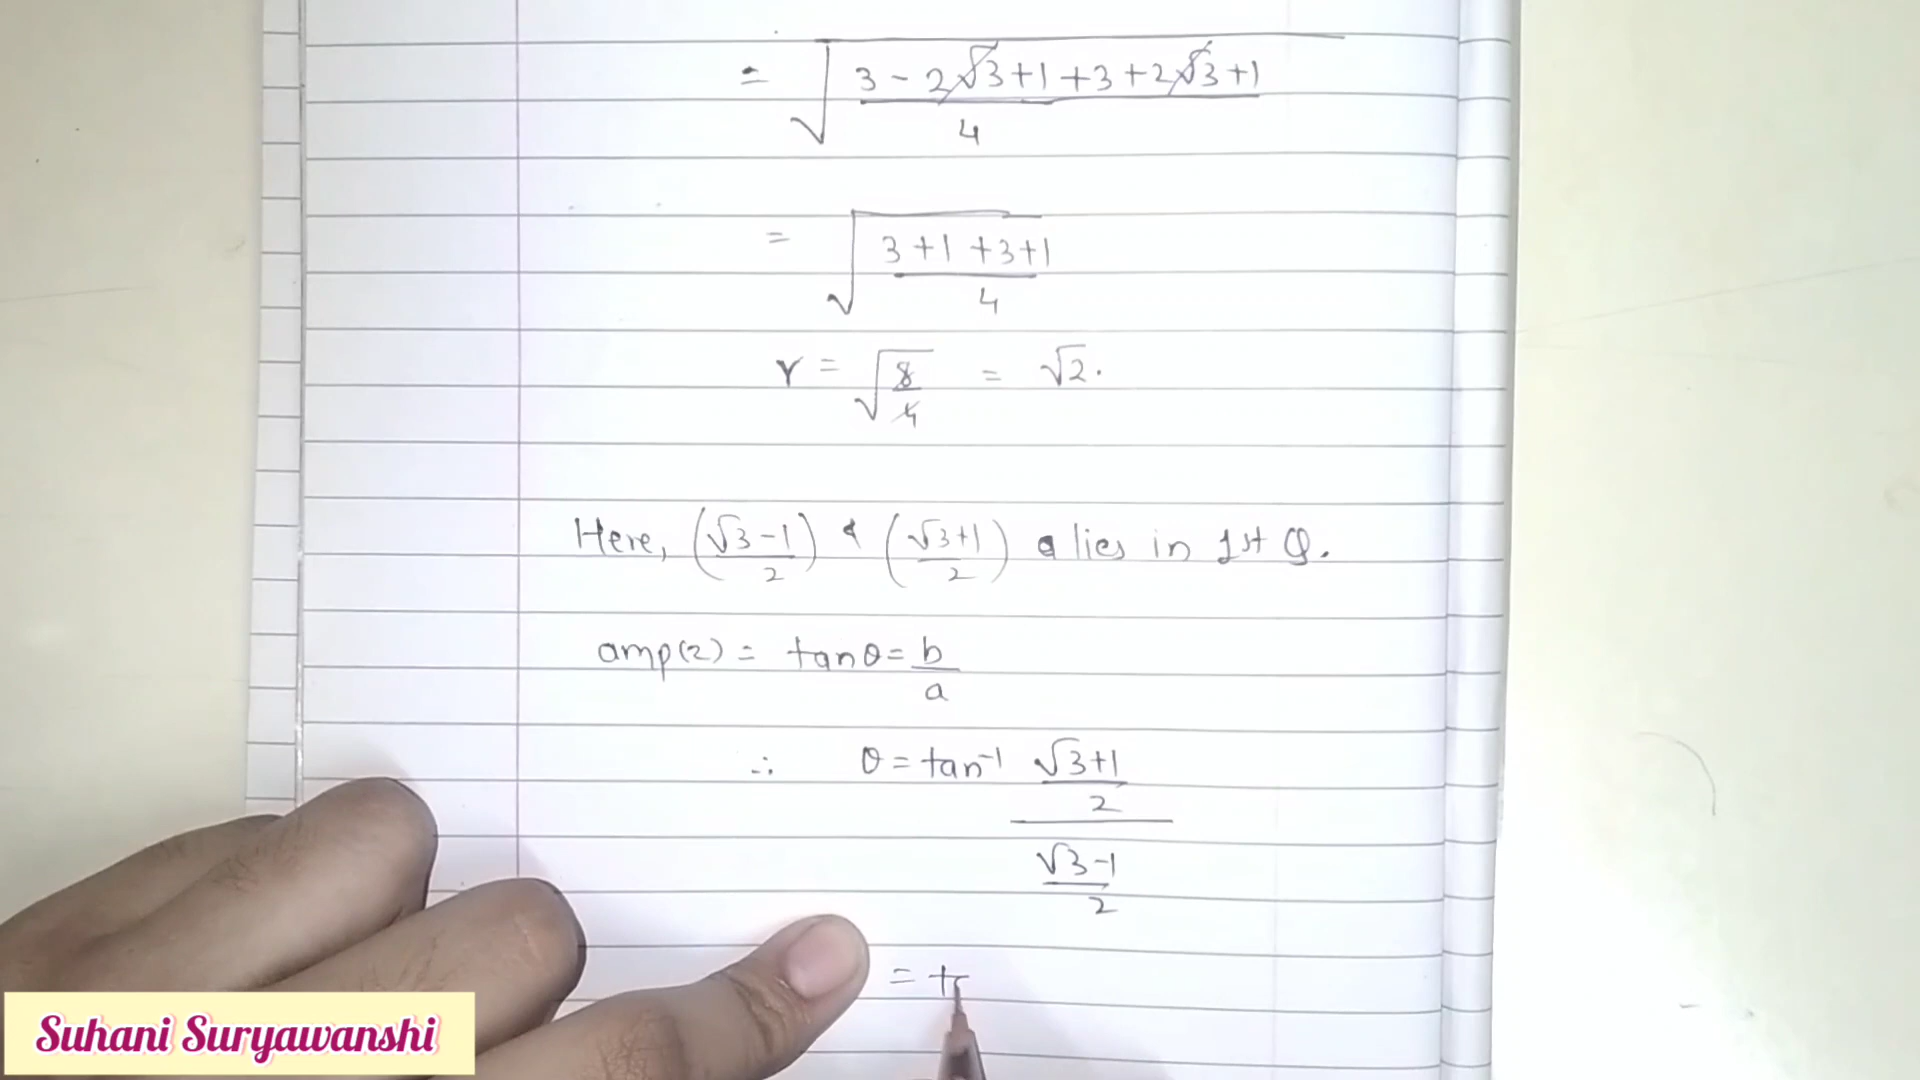 = √(3 - 2√3 + 1 + 3 + 2√3 + 1 / 4)
= √(3 + 1 + 3 + 1 / 4)
r = √(8/4) = √2.
Here, (√3 - 1 / 2) & (√3 + 1 / 2) lies in 1st Q.
amp(z) = tanθ = b/a
∴ θ = tan⁻¹ (√3 + 1 / 2) / (√3 - 1 / 2)
= t
Suhani Suryawanshi